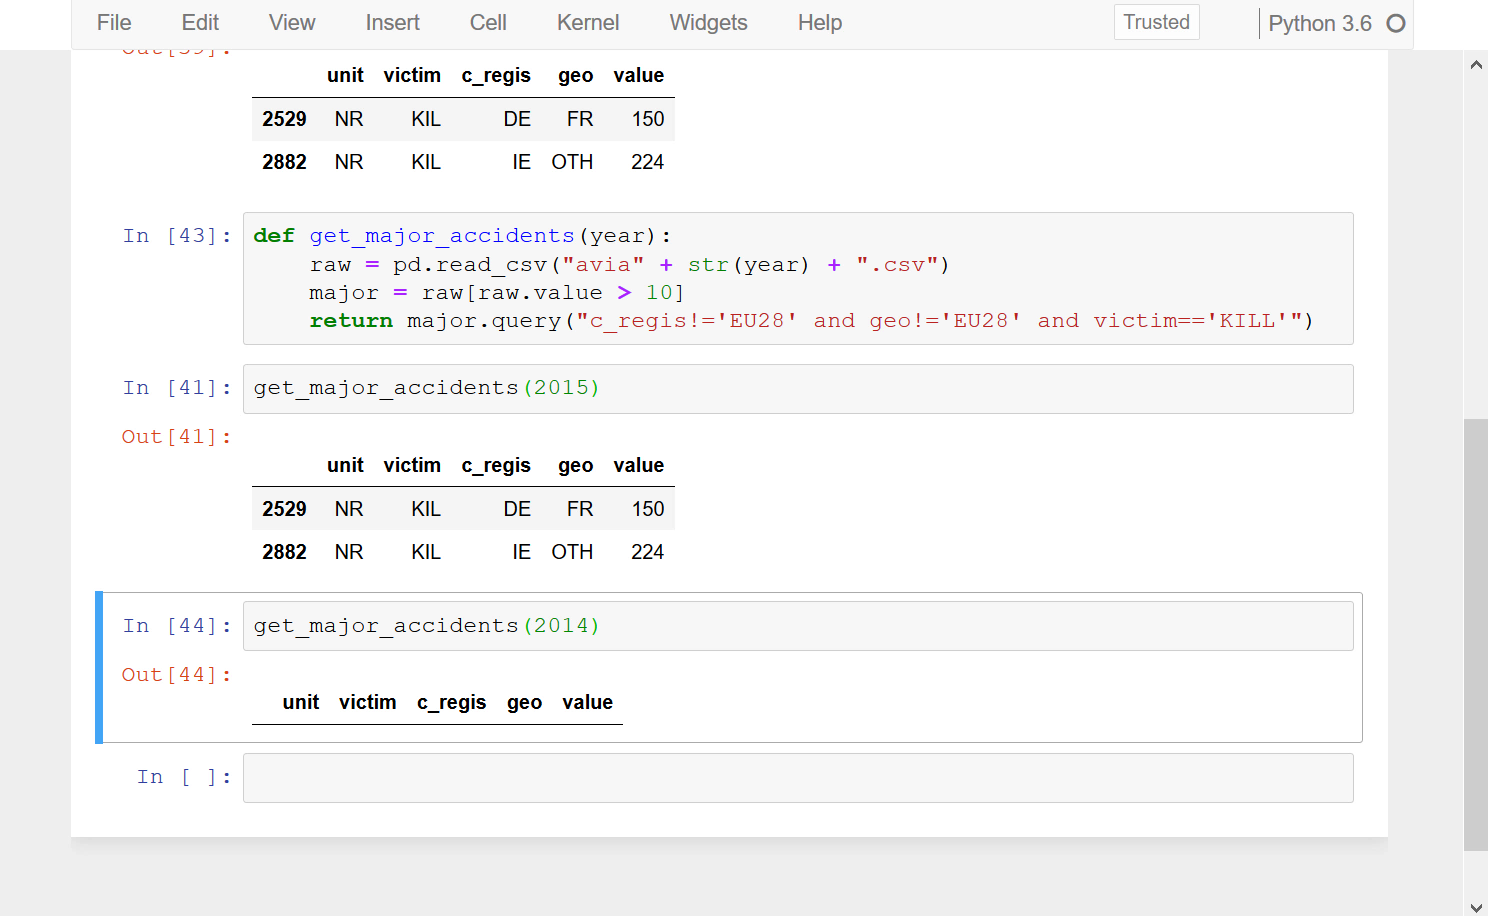 File Edit View Insert Cell Kernel Widgets Help Trusted Python 3.6
Out[39]:
unit victim c_regis geo value
2529 NR KIL DE FR 150
2882 NR KIL IE OTH 224
In [43]: def get_major_accidents(year):
raw = pd.read_csv("avia" + str(year) + ".csv")
major = raw[raw.value > 10]
return major.query("c_regis!='EU28' and geo!='EU28' and victim=='KILL'")
In [41]: get_major_accidents(2015)
Out[41]:
unit victim c_regis geo value
2529 NR KIL DE FR 150
2882 NR KIL IE OTH 224
In [44]: get_major_accidents(2014)
Out[44]:
unit victim c_regis geo value
In [ ]: